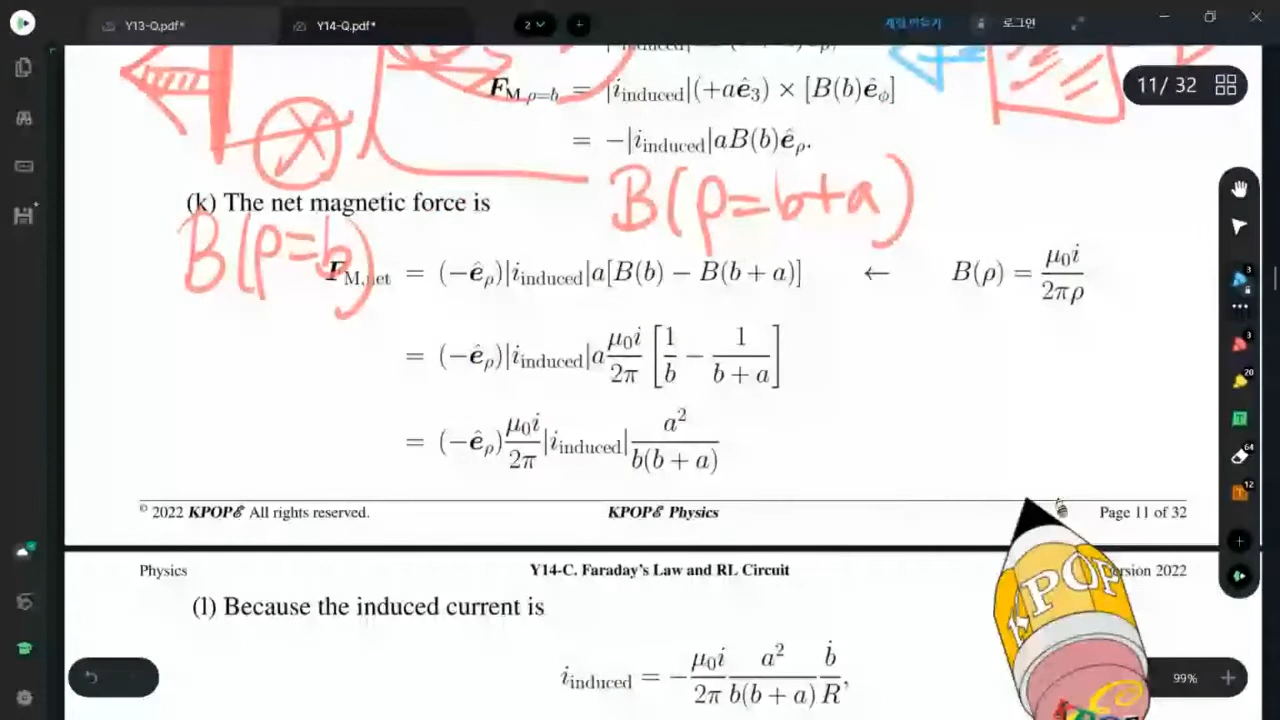 Y13-Q.pdf*
Y14-Q.pdf*
2
로그인
11 / 32
F_{M,ρ=b} = |i_induced|(+aê_3) × [B(b)ê_ϕ]
= −|i_induced|aB(b)ê_ρ.
B(ρ=b+a)
(k) The net magnetic force is
B(ρ=b)
F_{M,net} = (−ê_ρ)|i_induced|a[B(b) − B(b + a)] ← B(ρ) = μ_0 i / 2πρ
= (−ê_ρ)|i_induced|a μ_0 i / 2π [1/b − 1/(b + a)]
= (−ê_ρ) μ_0 i / 2π |i_induced| a^2 / b(b + a)
© 2022 KPOPE All rights reserved. KPOPE Physics Page 11 of 32
Physics Y14-C. Faraday's Law and RL Circuit Version 2022
(l) Because the induced current is
i_induced = − μ_0 i / 2π a^2 / b(b + a) ḃ / R,
KPOP
99%